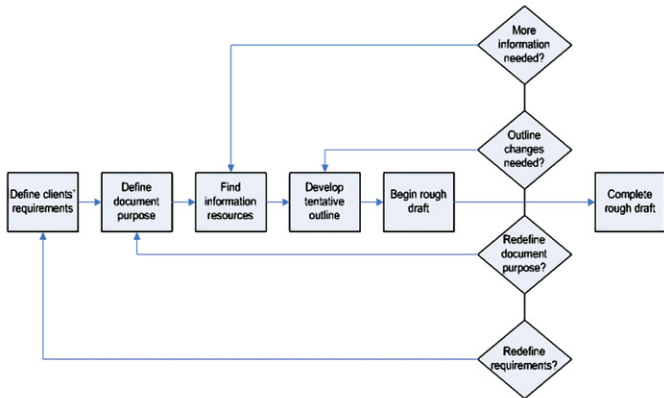 More
information
needed?
Outline
changes
needed?
Define clients'
requirements
Define
document
purpose
Find
information
resources
Develop
tentative
outline
Begin rough
draft
Complete
rough draft
Redefine
document
purpose?
Redefine
requirements?